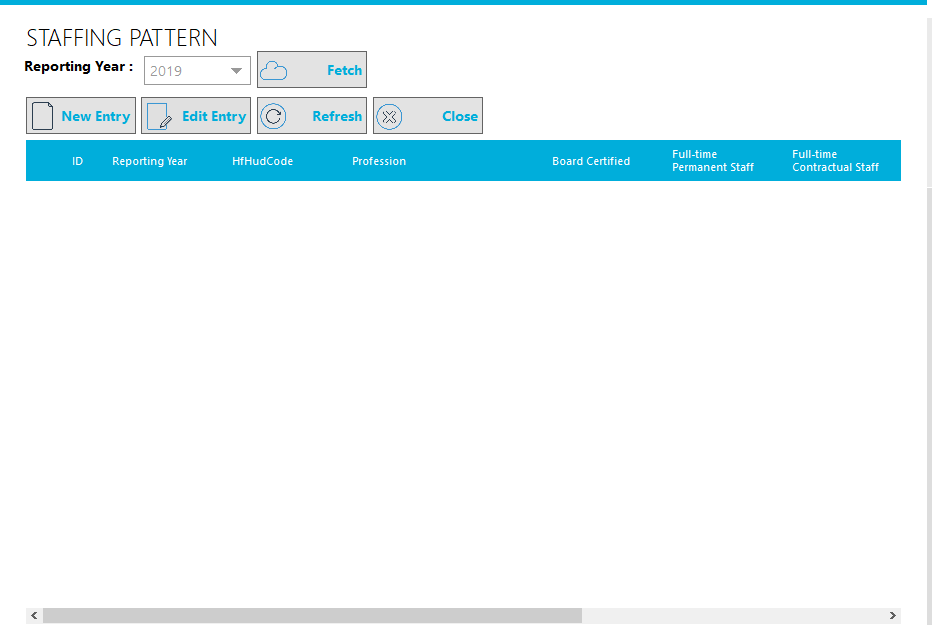 STAFFING PATTERN
Reporting Year : 2019 Fetch
New Entry Edit Entry Refresh Close
ID Reporting Year HfHudCode Profession Board Certified Full-time Permanent Staff Full-time Contractual Staff